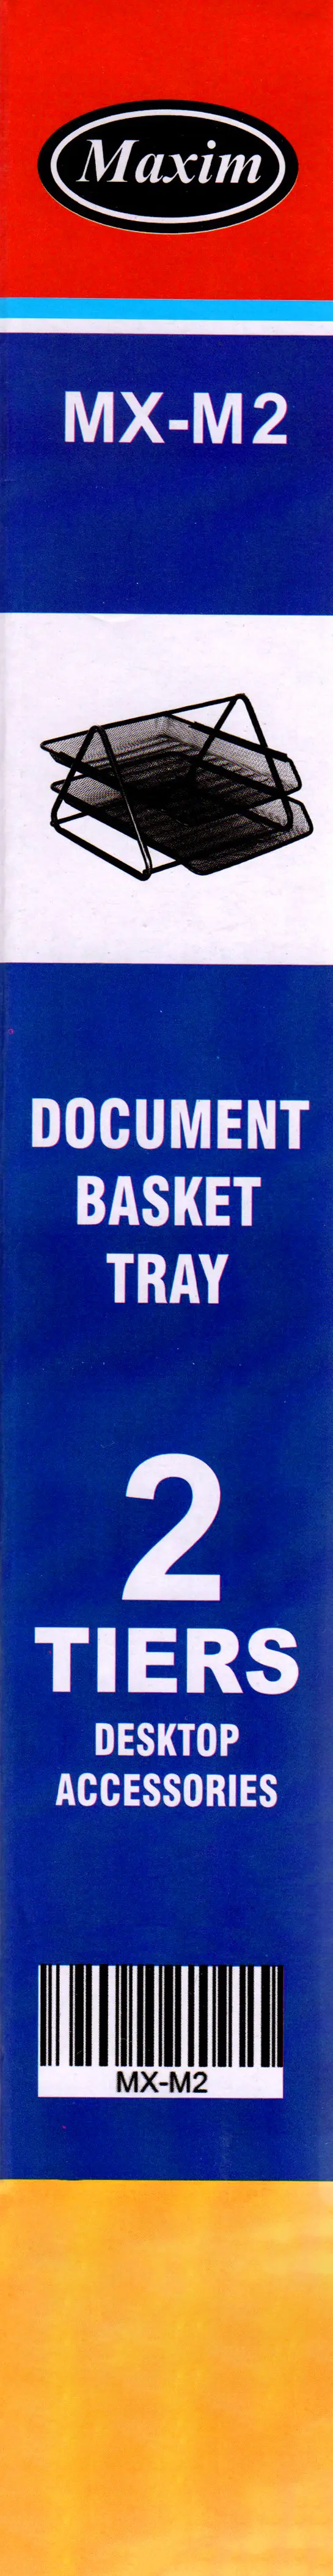 Maxim
MX-M2
DOCUMENT
BASKET
TRAY
2
TIERS
DESKTOP
ACCESSORIES
MX-M2